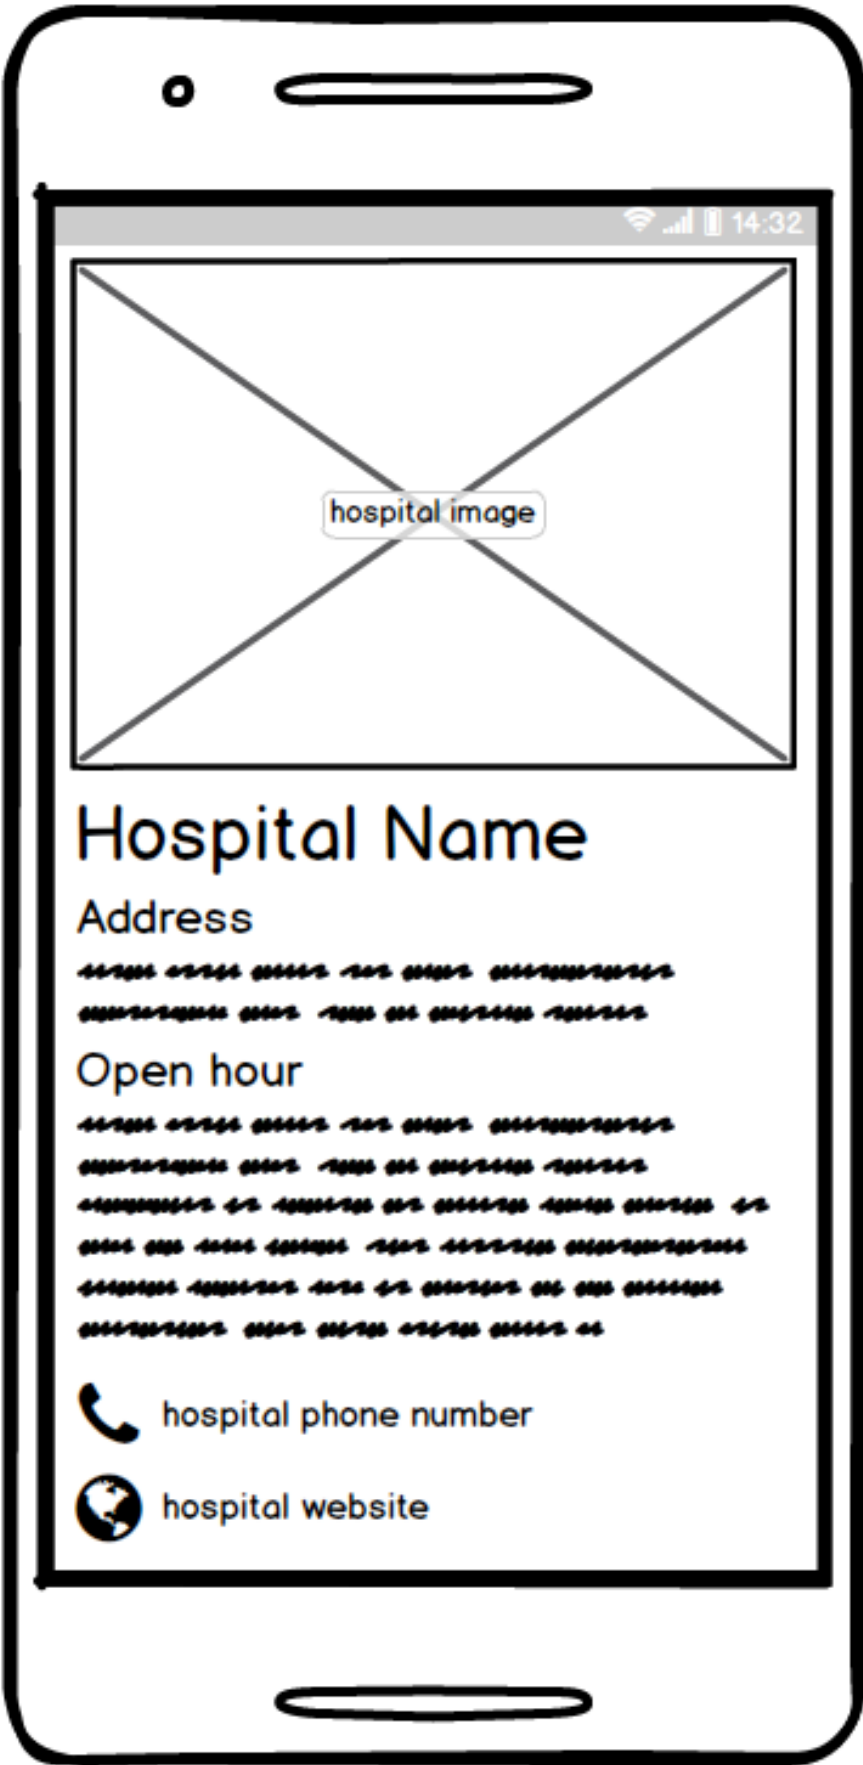 14:32
hospital image
Hospital Name
Address
Open hour
hospital phone number
hospital website